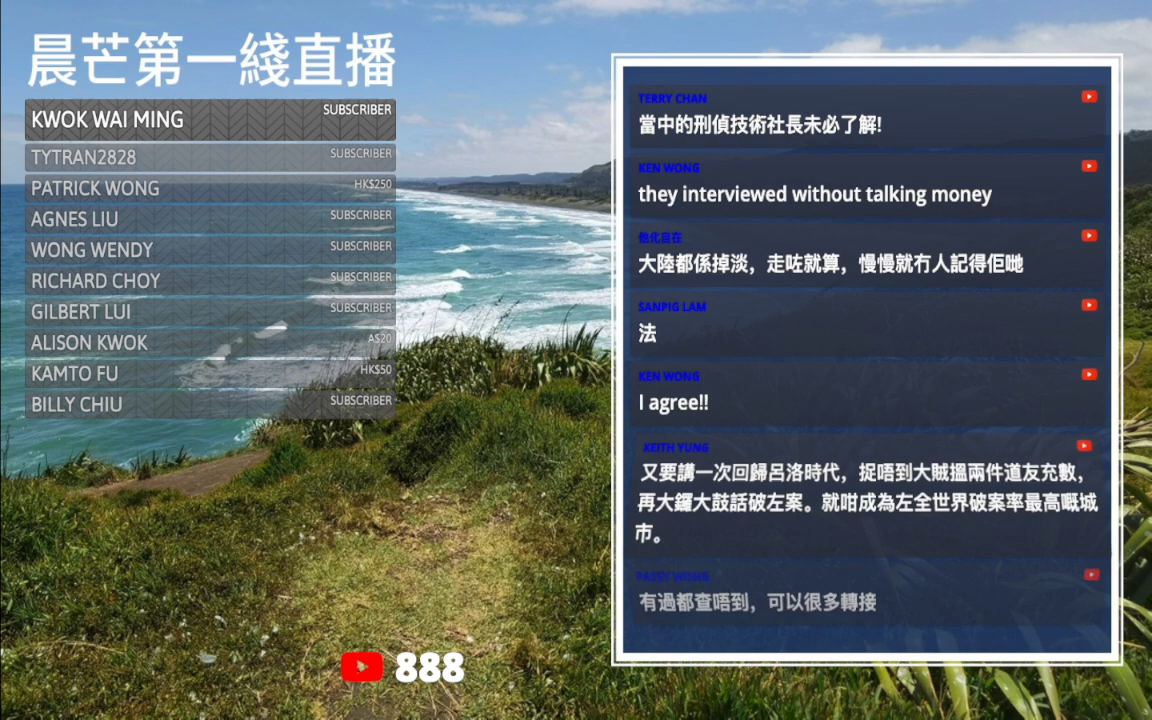 晨芒第一綫直播
KWOK WAI MING SUBSCRIBER
TYTRAN2828 SUBSCRIBER
PATRICK WONG HK$250
AGNES LIU SUBSCRIBER
WONG WENDY SUBSCRIBER
RICHARD CHOY SUBSCRIBER
GILBERT LUI SUBSCRIBER
ALISON KWOK A$20
KAMTO FU HK$50
BILLY CHIU SUBSCRIBER
888
TERRY CHAN
當中的刑偵技術社長未必了解!
KEN WONG
they interviewed without talking money
他化自在
大陸都係掉淡，走咗就算，慢慢就冇人記得佢哋
SANPIG LAM
法
KEN WONG
I agree!!
KEITH YUNG
又要講一次回歸呂洛時代，捉唔到大賊搵兩件道友充數，
再大鑼大鼓話破左案。就咁成為左全世界破案率最高嘅城
市。
WONG
有過都查唔到，可以很多轉接